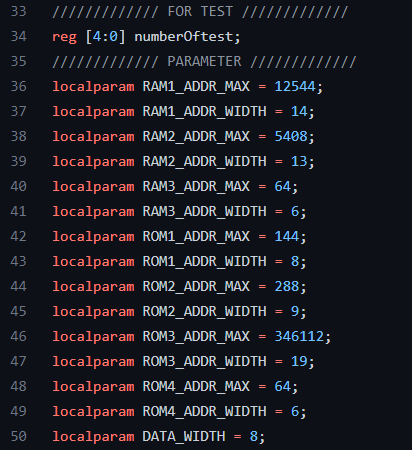 33 ///////////// FOR TEST /////////////
34 reg [4:0] numberOftest;
35 ///////////// PARAMETER /////////////
36 localparam RAM1_ADDR_MAX = 12544;
37 localparam RAM1_ADDR_WIDTH = 14;
38 localparam RAM2_ADDR_MAX = 5408;
39 localparam RAM2_ADDR_WIDTH = 13;
40 localparam RAM3_ADDR_MAX = 64;
41 localparam RAM3_ADDR_WIDTH = 6;
42 localparam ROM1_ADDR_MAX = 144;
43 localparam ROM1_ADDR_WIDTH = 8;
44 localparam ROM2_ADDR_MAX = 288;
45 localparam ROM2_ADDR_WIDTH = 9;
46 localparam ROM3_ADDR_MAX = 346112;
47 localparam ROM3_ADDR_WIDTH = 19;
48 localparam ROM4_ADDR_MAX = 64;
49 localparam ROM4_ADDR_WIDTH = 6;
50 localparam DATA_WIDTH = 8;